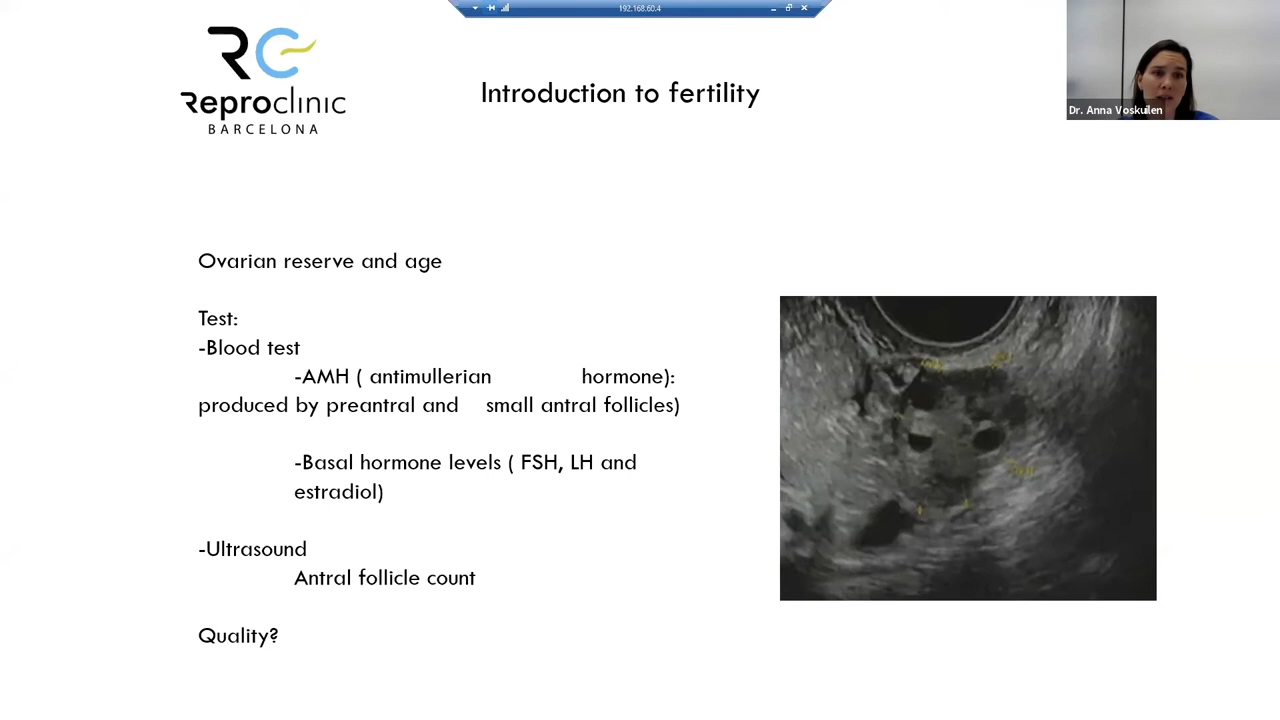 192.168.60.4
Reproclinic
BARCELONA
Introduction to fertility
Dr. Anna Voskuilen
Ovarian reserve and age
Test:
-Blood test
-AMH ( antimullerian hormone):
produced by preantral and small antral follicles)
-Basal hormone levels ( FSH, LH and
estradiol)
-Ultrasound
Antral follicle count
Quality?